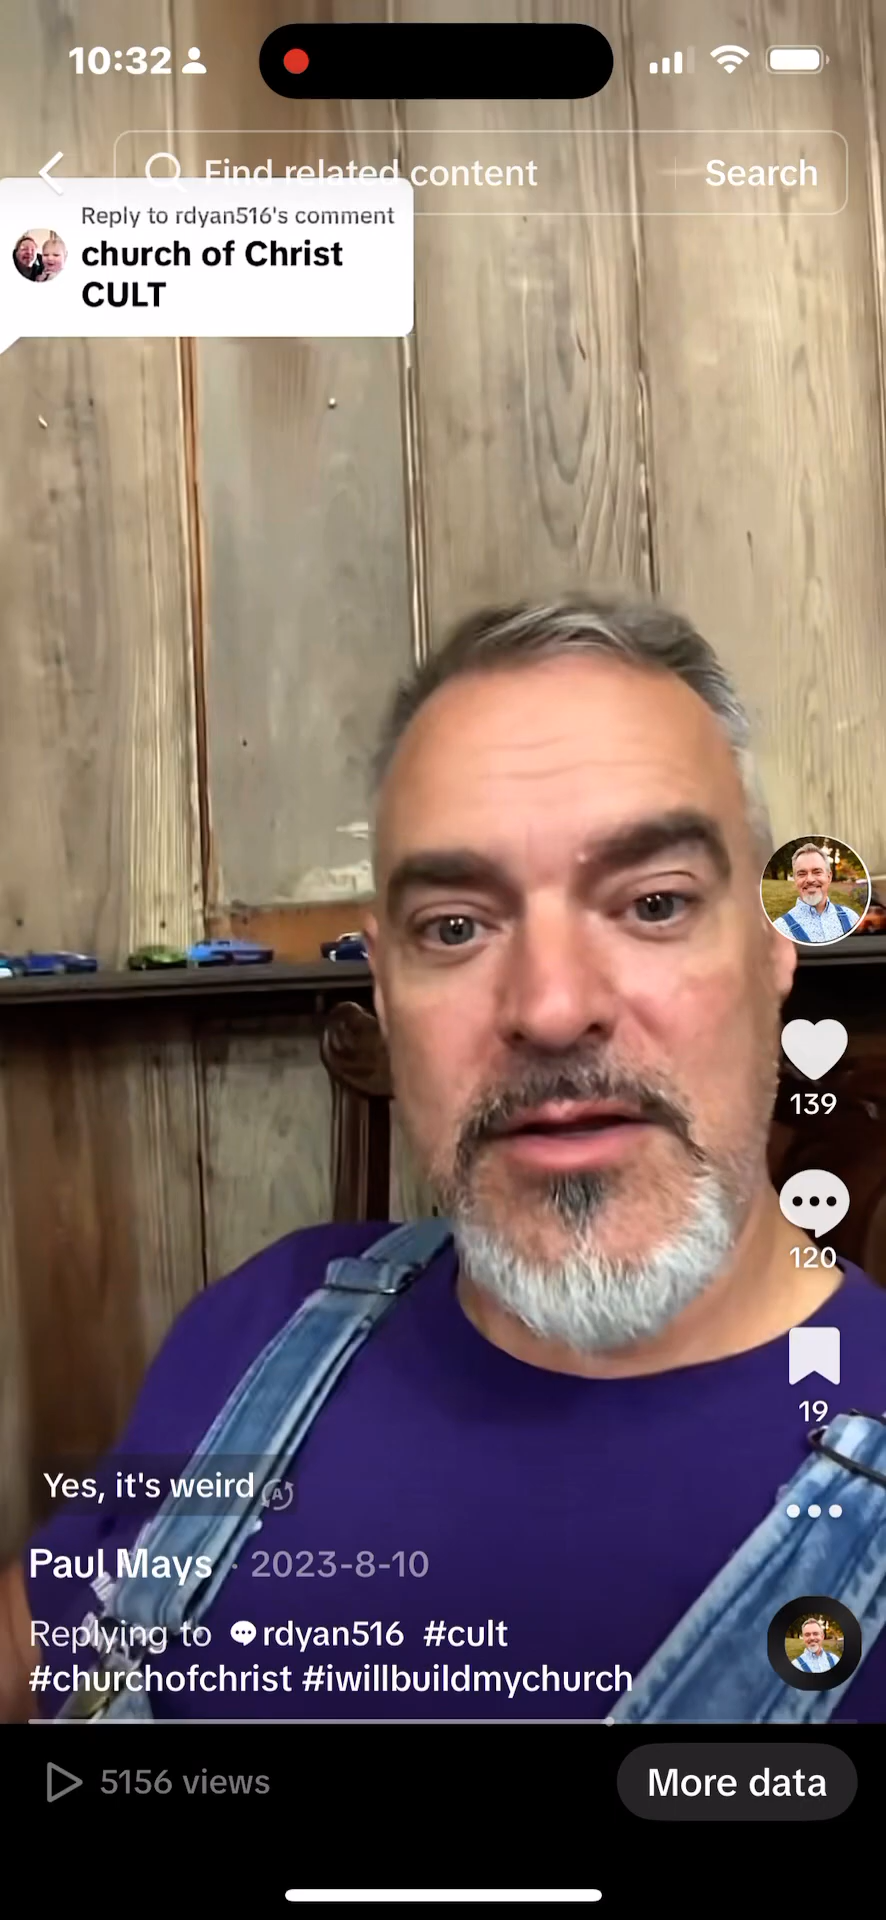 10:32
Find related content
Search
Reply to rdyan516's comment
church of Christ
CULT
139
120
19
Yes, it's weird
Paul Mays · 2023-8-10
Replying to rdyan516 #cult
#churchofchrist #iwillbuildmychurch
5156 views
More data